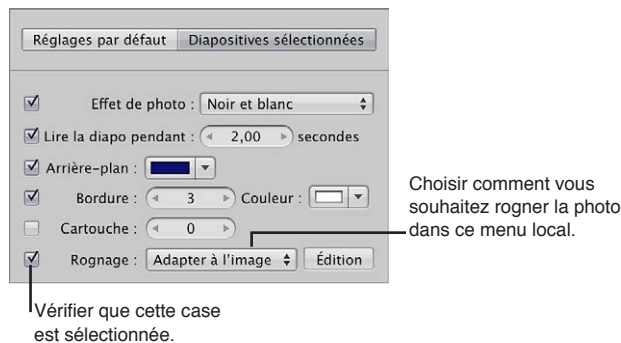 Réglages par défaut Diapositives sélectionnées
Effet de photo : Noir et blanc
Lire la diapo pendant : 2,00 secondes
Arrière-plan :
Bordure : 3 Couleur :
Cartouche : 0
Rognage : Adapter à l'image Édition
Choisir comment vous
souhaitez rogner la photo
dans ce menu local.
Vérifier que cette case
est sélectionnée.